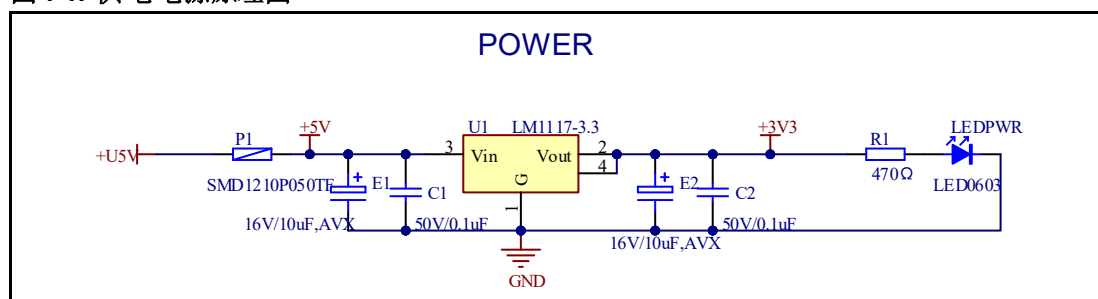 POWER
U1
LM1117-3.3
P1
+5V
+3V3
R1
LEDPWR
+U5V
3
Vin
Vout
2
4
G
1
SMD1210P050TF
E1
C1
E2
C2
470Ω
LED0603
16V/10uF,AVX
50V/0.1uF
16V/10uF,AVX
50V/0.1uF
GND